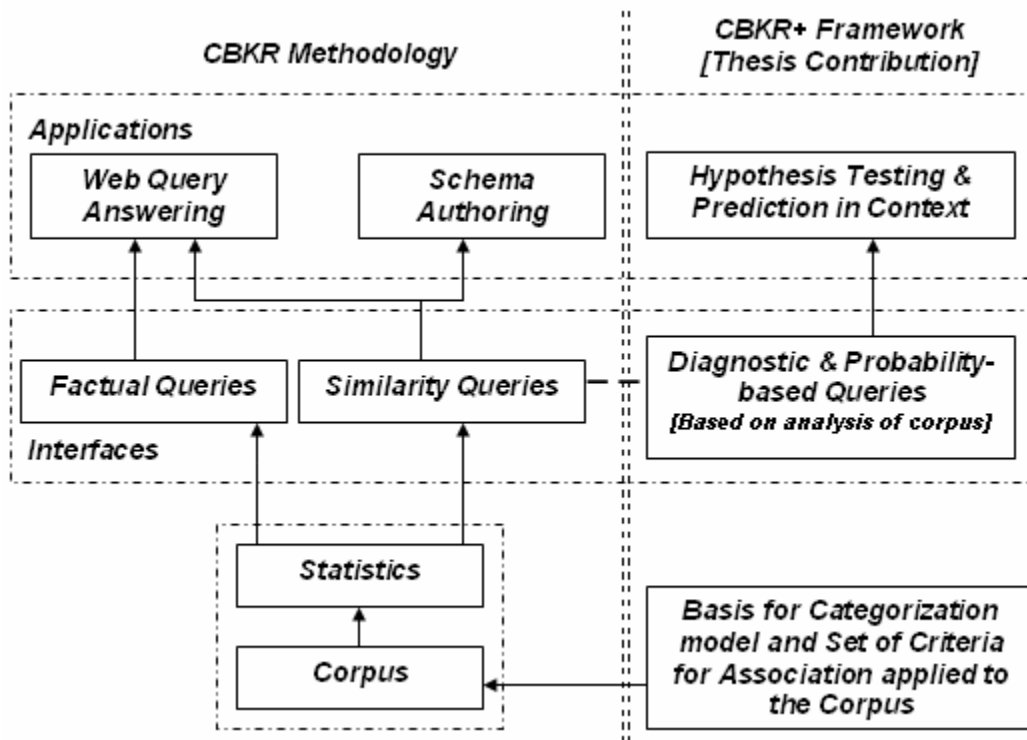 CBKR Methodology
CBKR+ Framework
[Thesis Contribution]
Applications
Web Query
Answering
Schema
Authoring
Hypothesis Testing &
Prediction in Context
Factual Queries
Similarity Queries
Diagnostic & Probability-
based Queries
[Based on analysis of corpus]
Interfaces
Statistics
Corpus
Basis for Categorization
model and Set of Criteria
for Association applied to
the Corpus